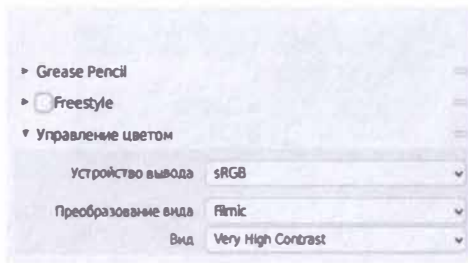 Grease Pencil
Freestyle
Управление цветом
Устройство вывода sRGB
Преобразование вида Filmic
Вид Very High Contrast